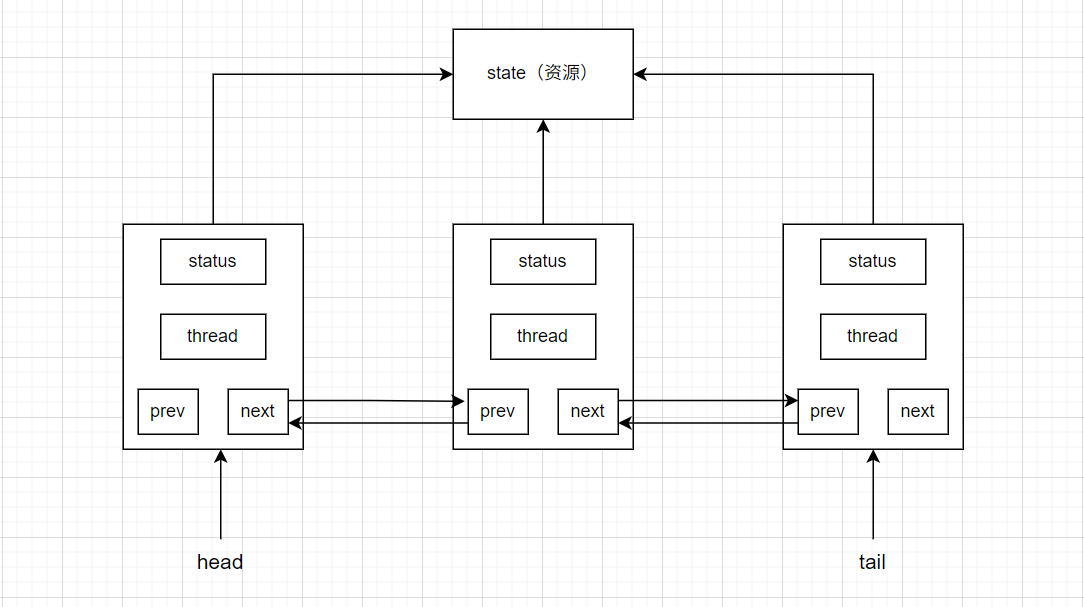 state（资源）
status
status
status
thread
thread
thread
prev
next
prev
next
prev
next
head
tail